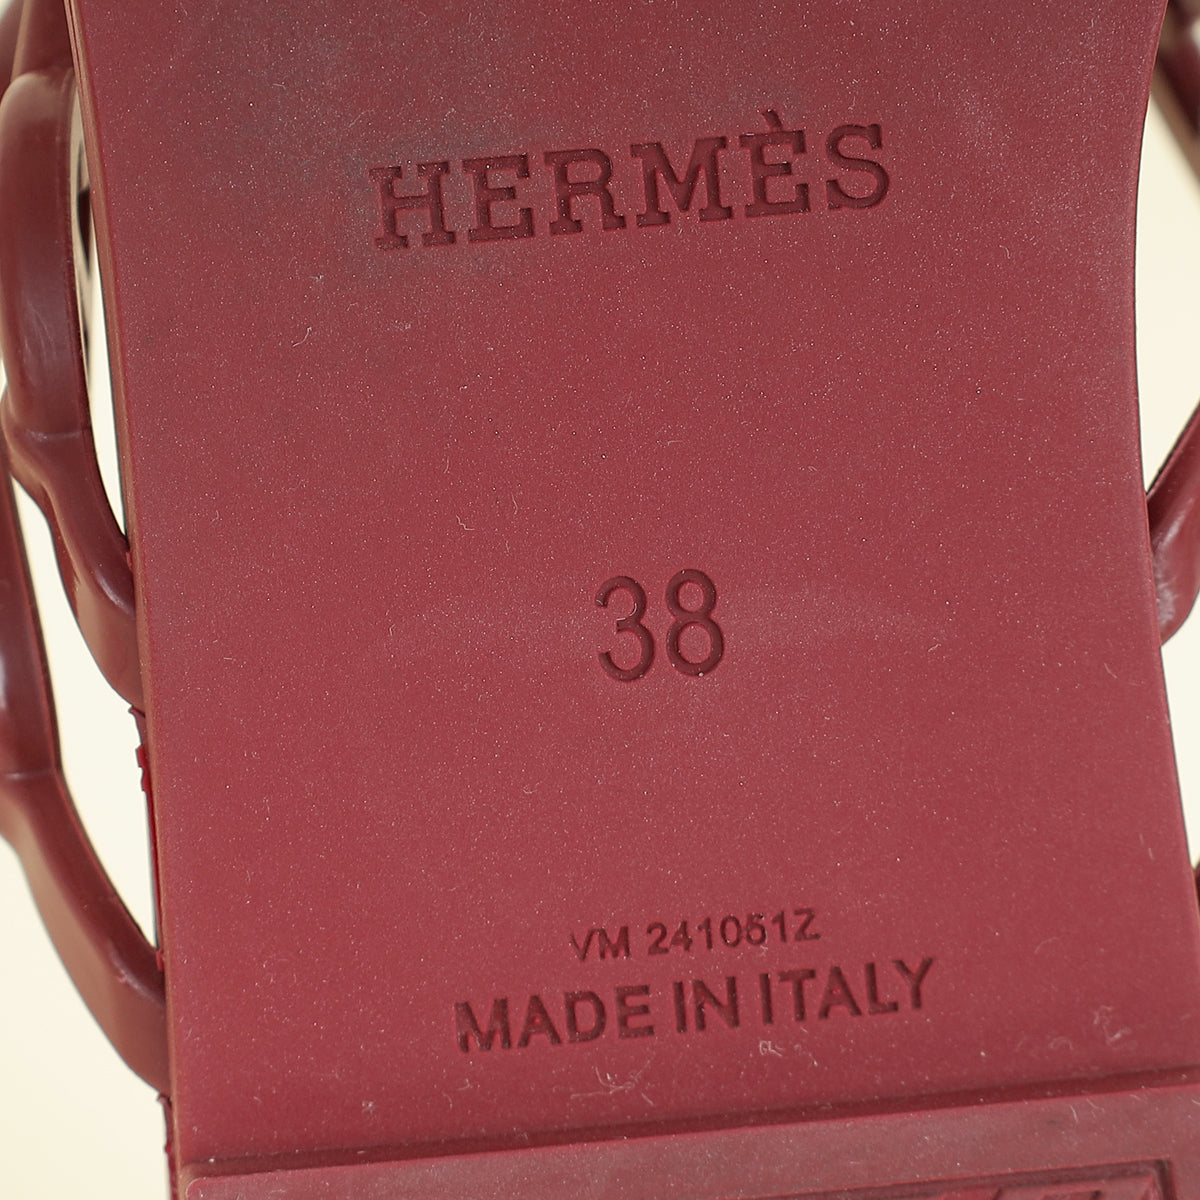 HERMÈS
38
VM 241051Z
MADE IN ITALY